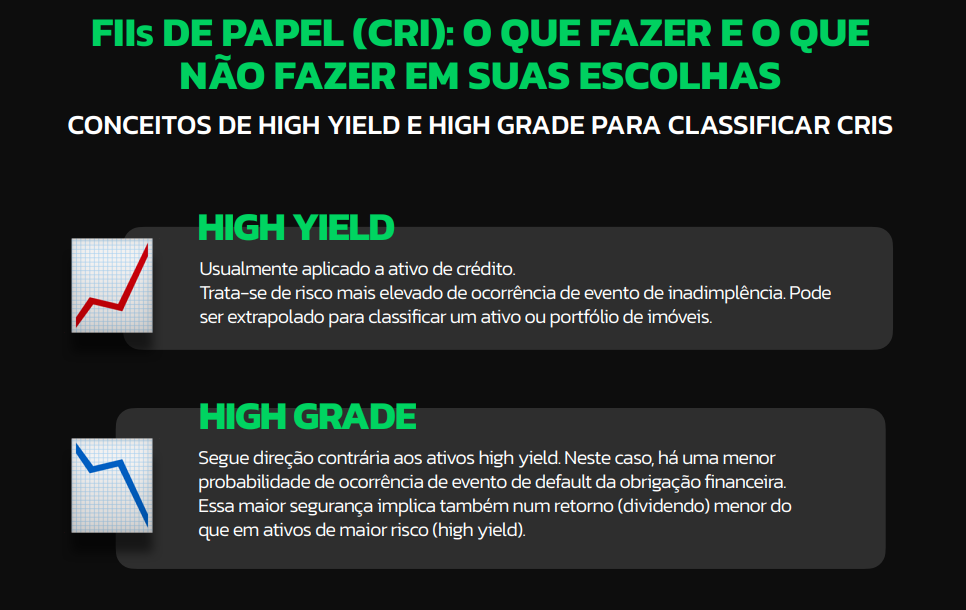 FIIs DE PAPEL (CRI): O QUE FAZER E O QUE
NÃO FAZER EM SUAS ESCOLHAS
CONCEITOS DE HIGH YIELD E HIGH GRADE PARA CLASSIFICAR CRIS
HIGH YIELD
Usualmente aplicado a ativo de crédito.
Trata-se de risco mais elevado de ocorrência de evento de inadimplência. Pode
ser extrapolado para classificar um ativo ou portfólio de imóveis.
HIGH GRADE
Segue direção contrária aos ativos high yield. Neste caso, há uma menor
probabilidade de ocorrência de evento de default da obrigação financeira.
Essa maior segurança implica também num retorno (dividendo) menor do
que em ativos de maior risco (high yield).